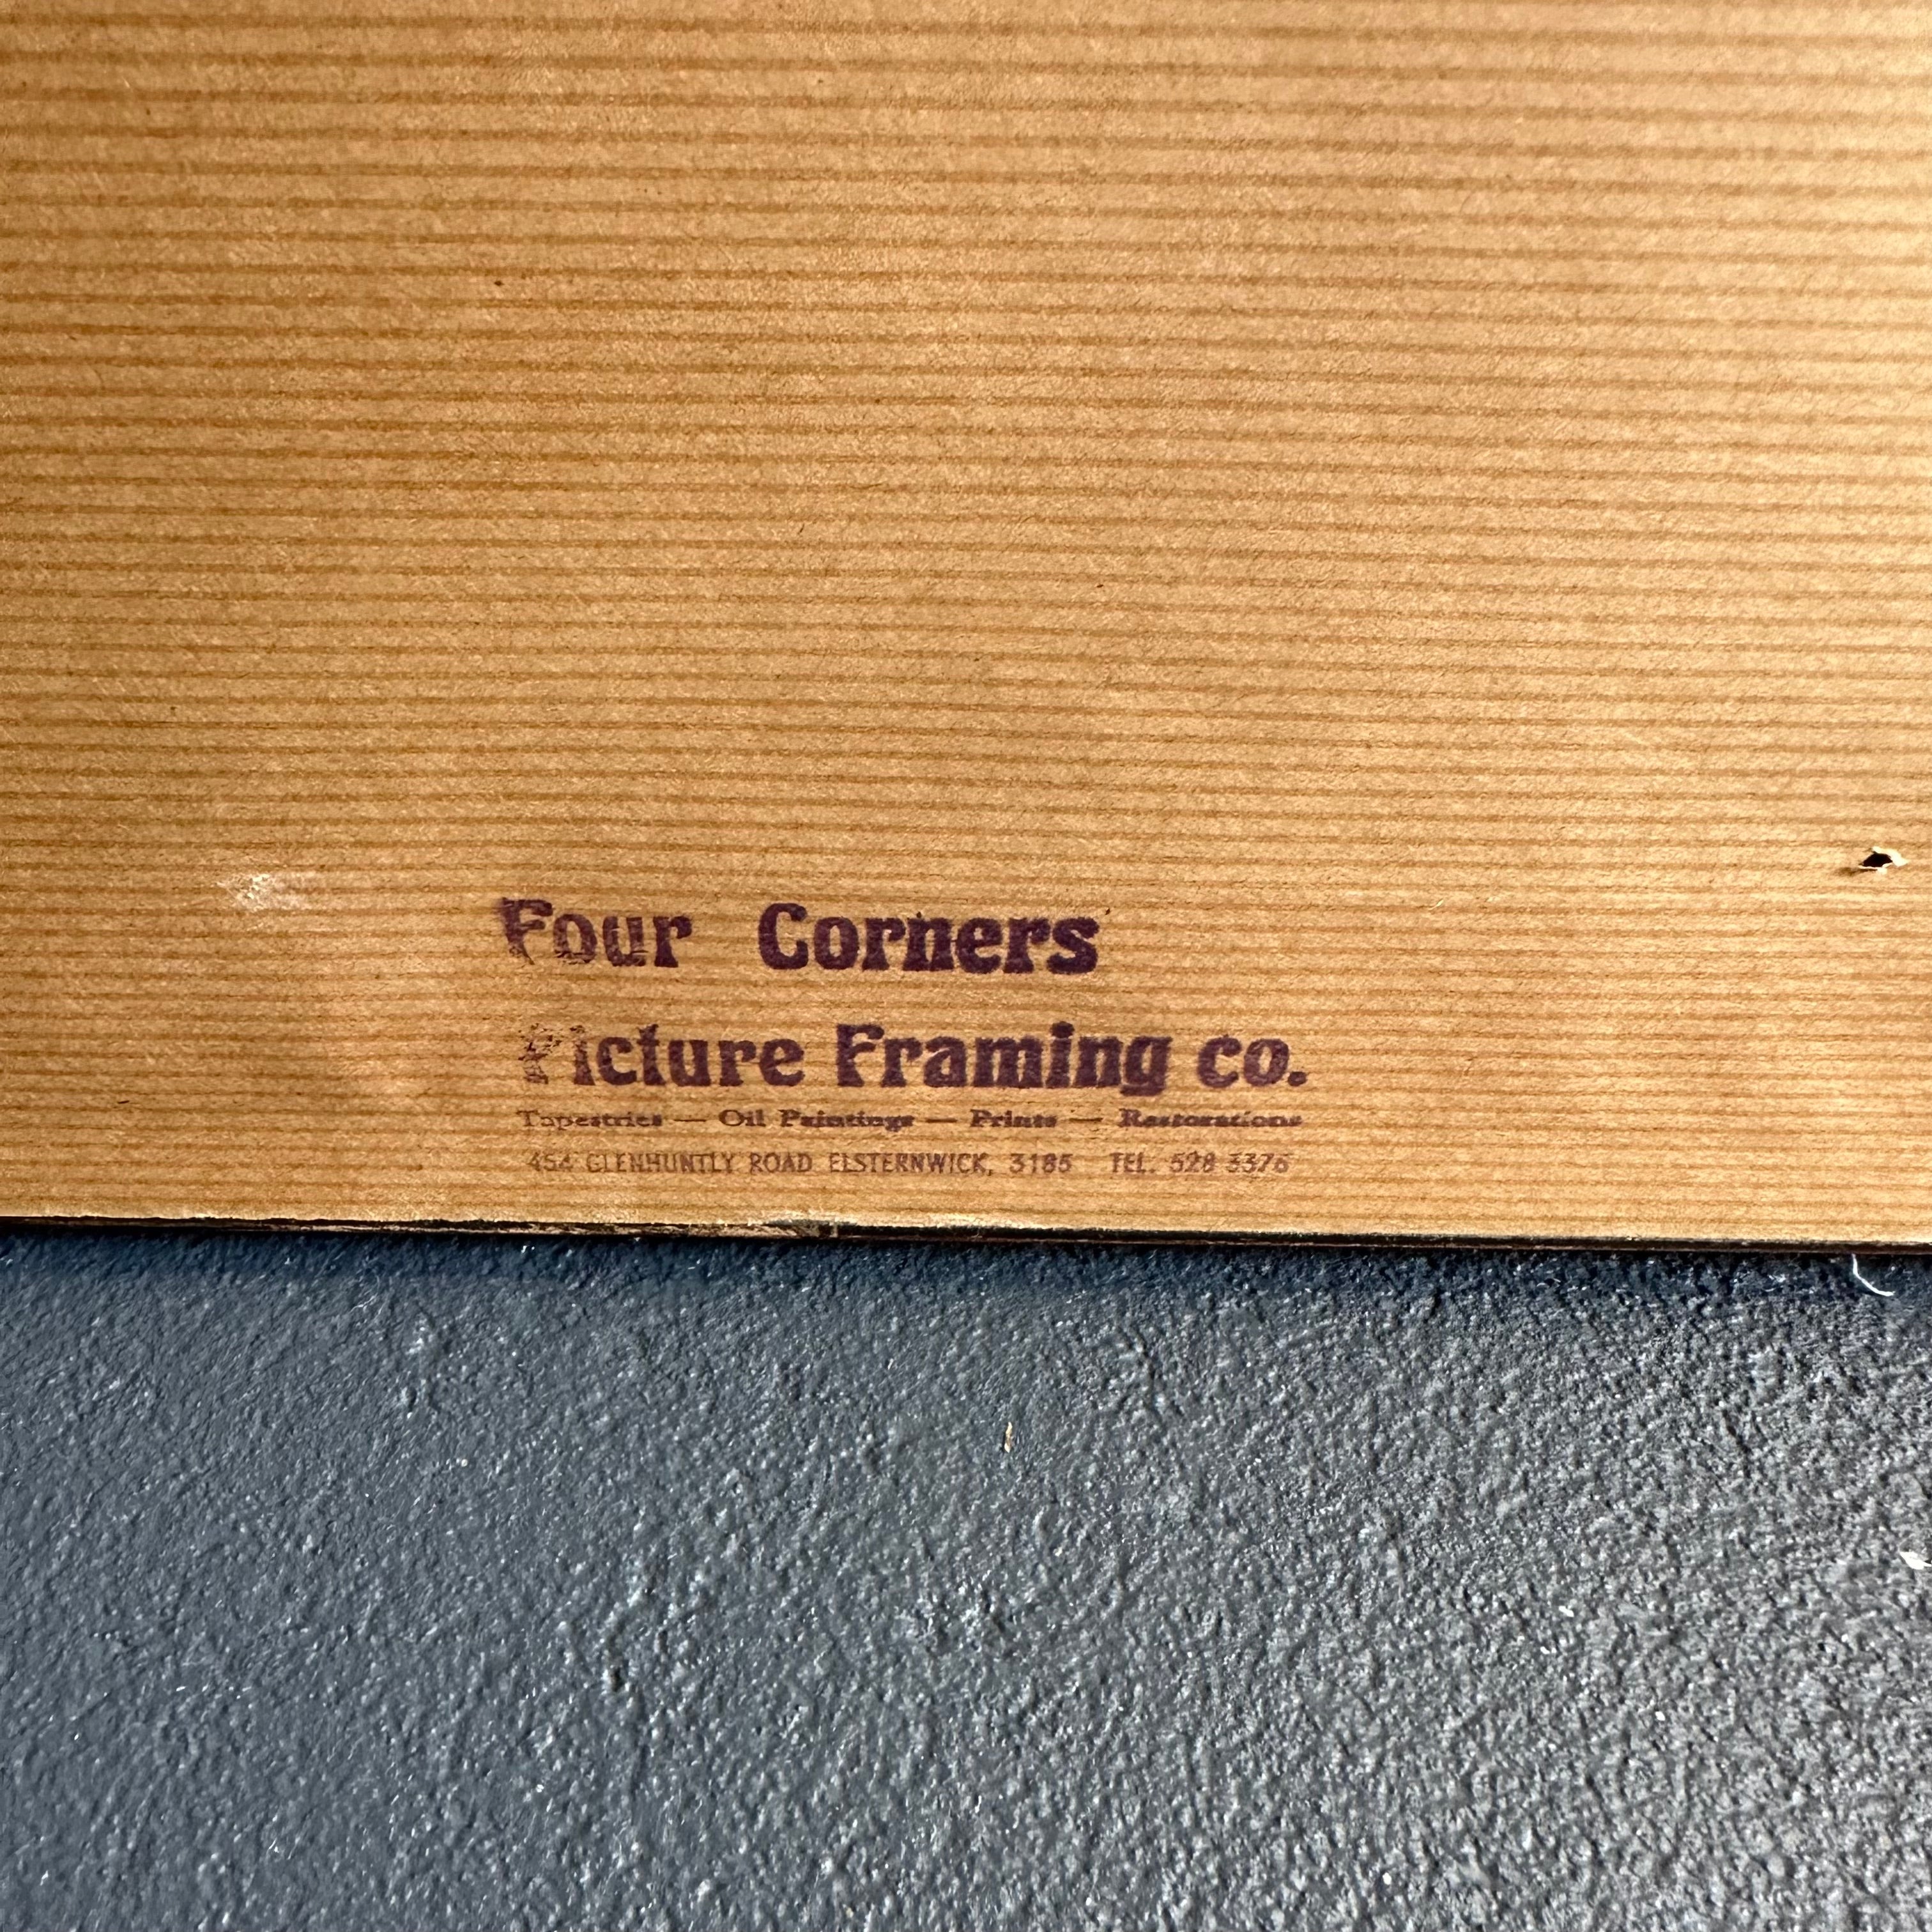 Four Corners
Picture Framing co.
Tapestries — Oil Paintings — Prints — Restorations
454 GLENHUNTLY ROAD ELSTERNWICK, 3185 TEL. 528 3376